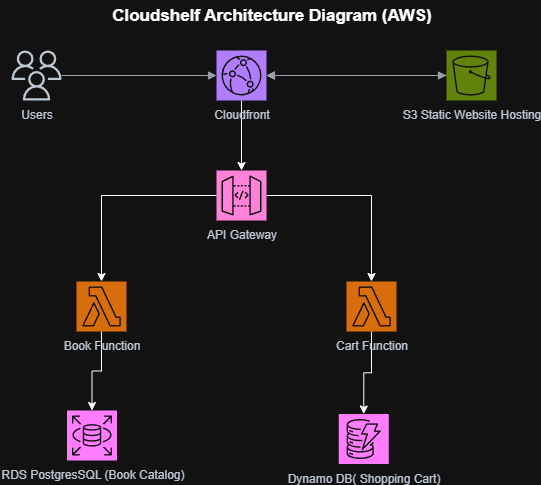 Cloudshelf Architecture Diagram (AWS)
Users
Cloudfront
S3 Static Website Hosting
API Gateway
</>
Book Function
Cart Function
RDS PostgresSQL (Book Catalog)
Dynamo DB( Shopping Cart)